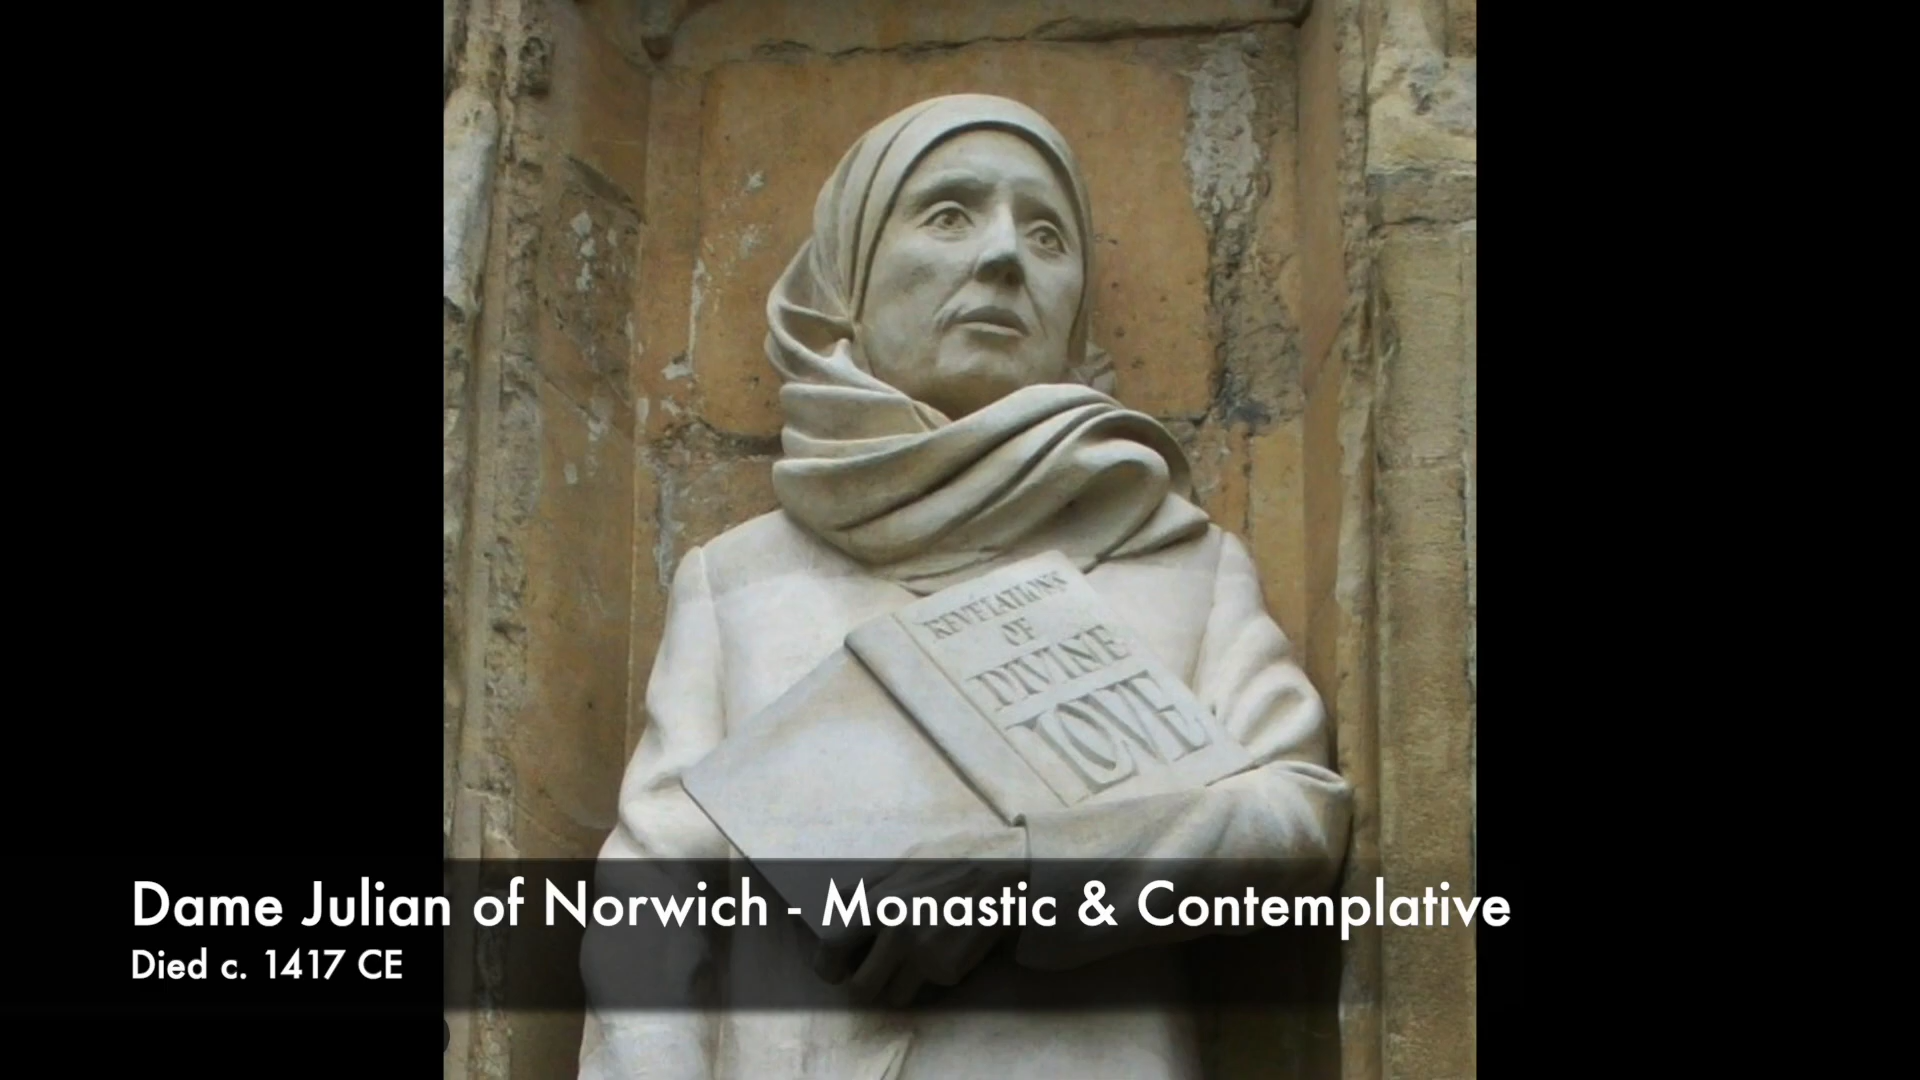 REVELATIONS
OF
DIVINE
LOVE
Dame Julian of Norwich - Monastic & Contemplative
Died c. 1417 CE